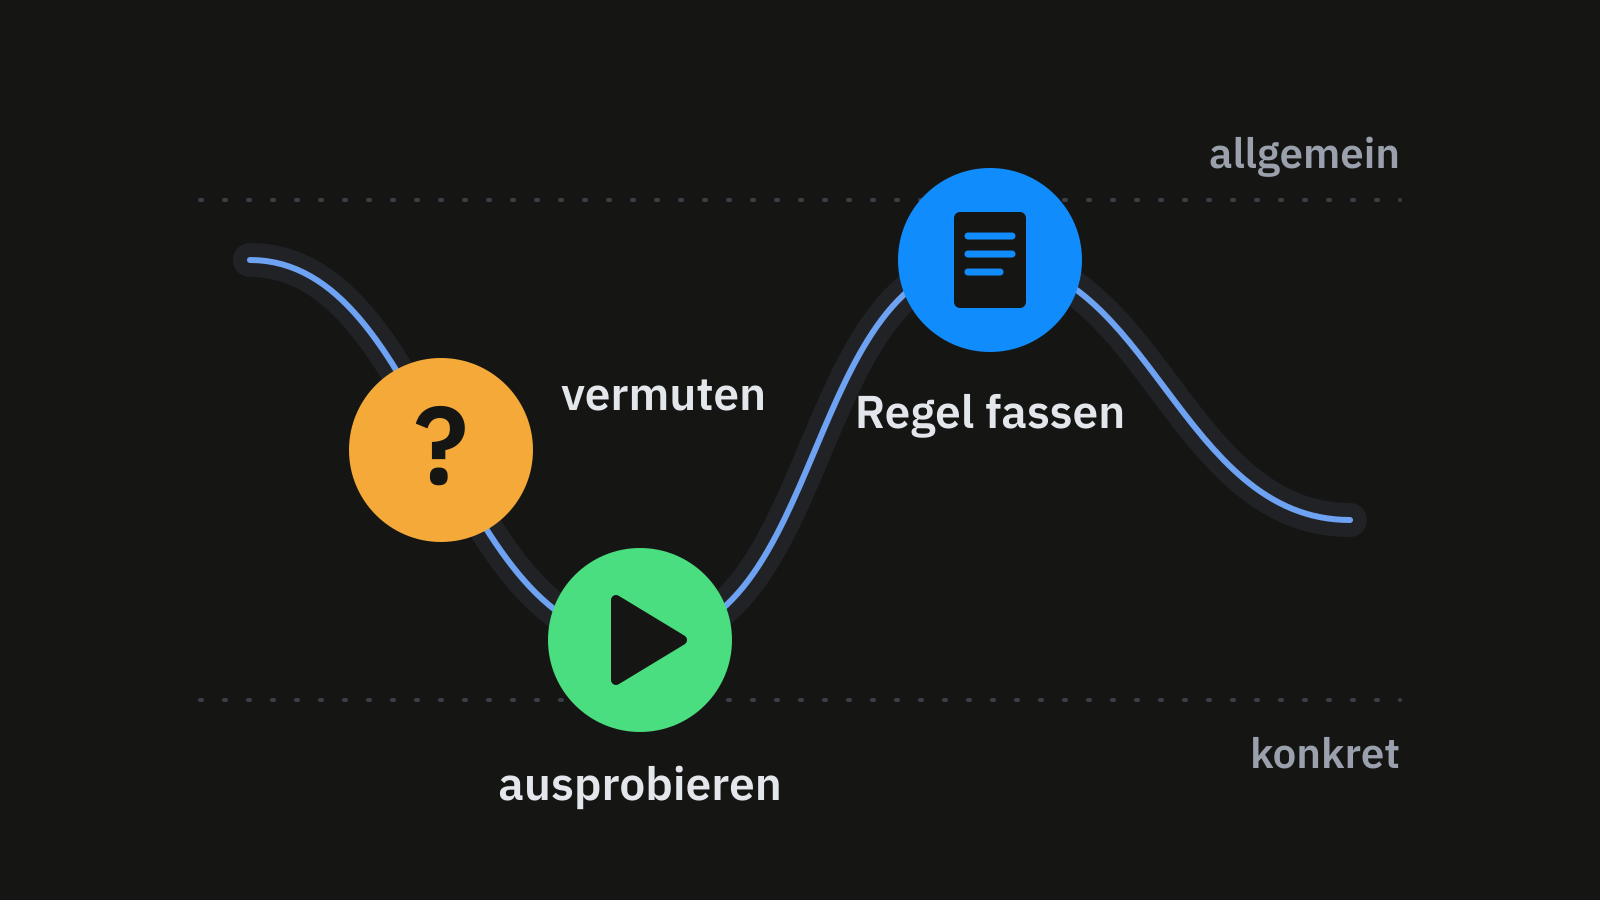 allgemein
?
vermuten
Regel fassen
konkret
ausprobieren